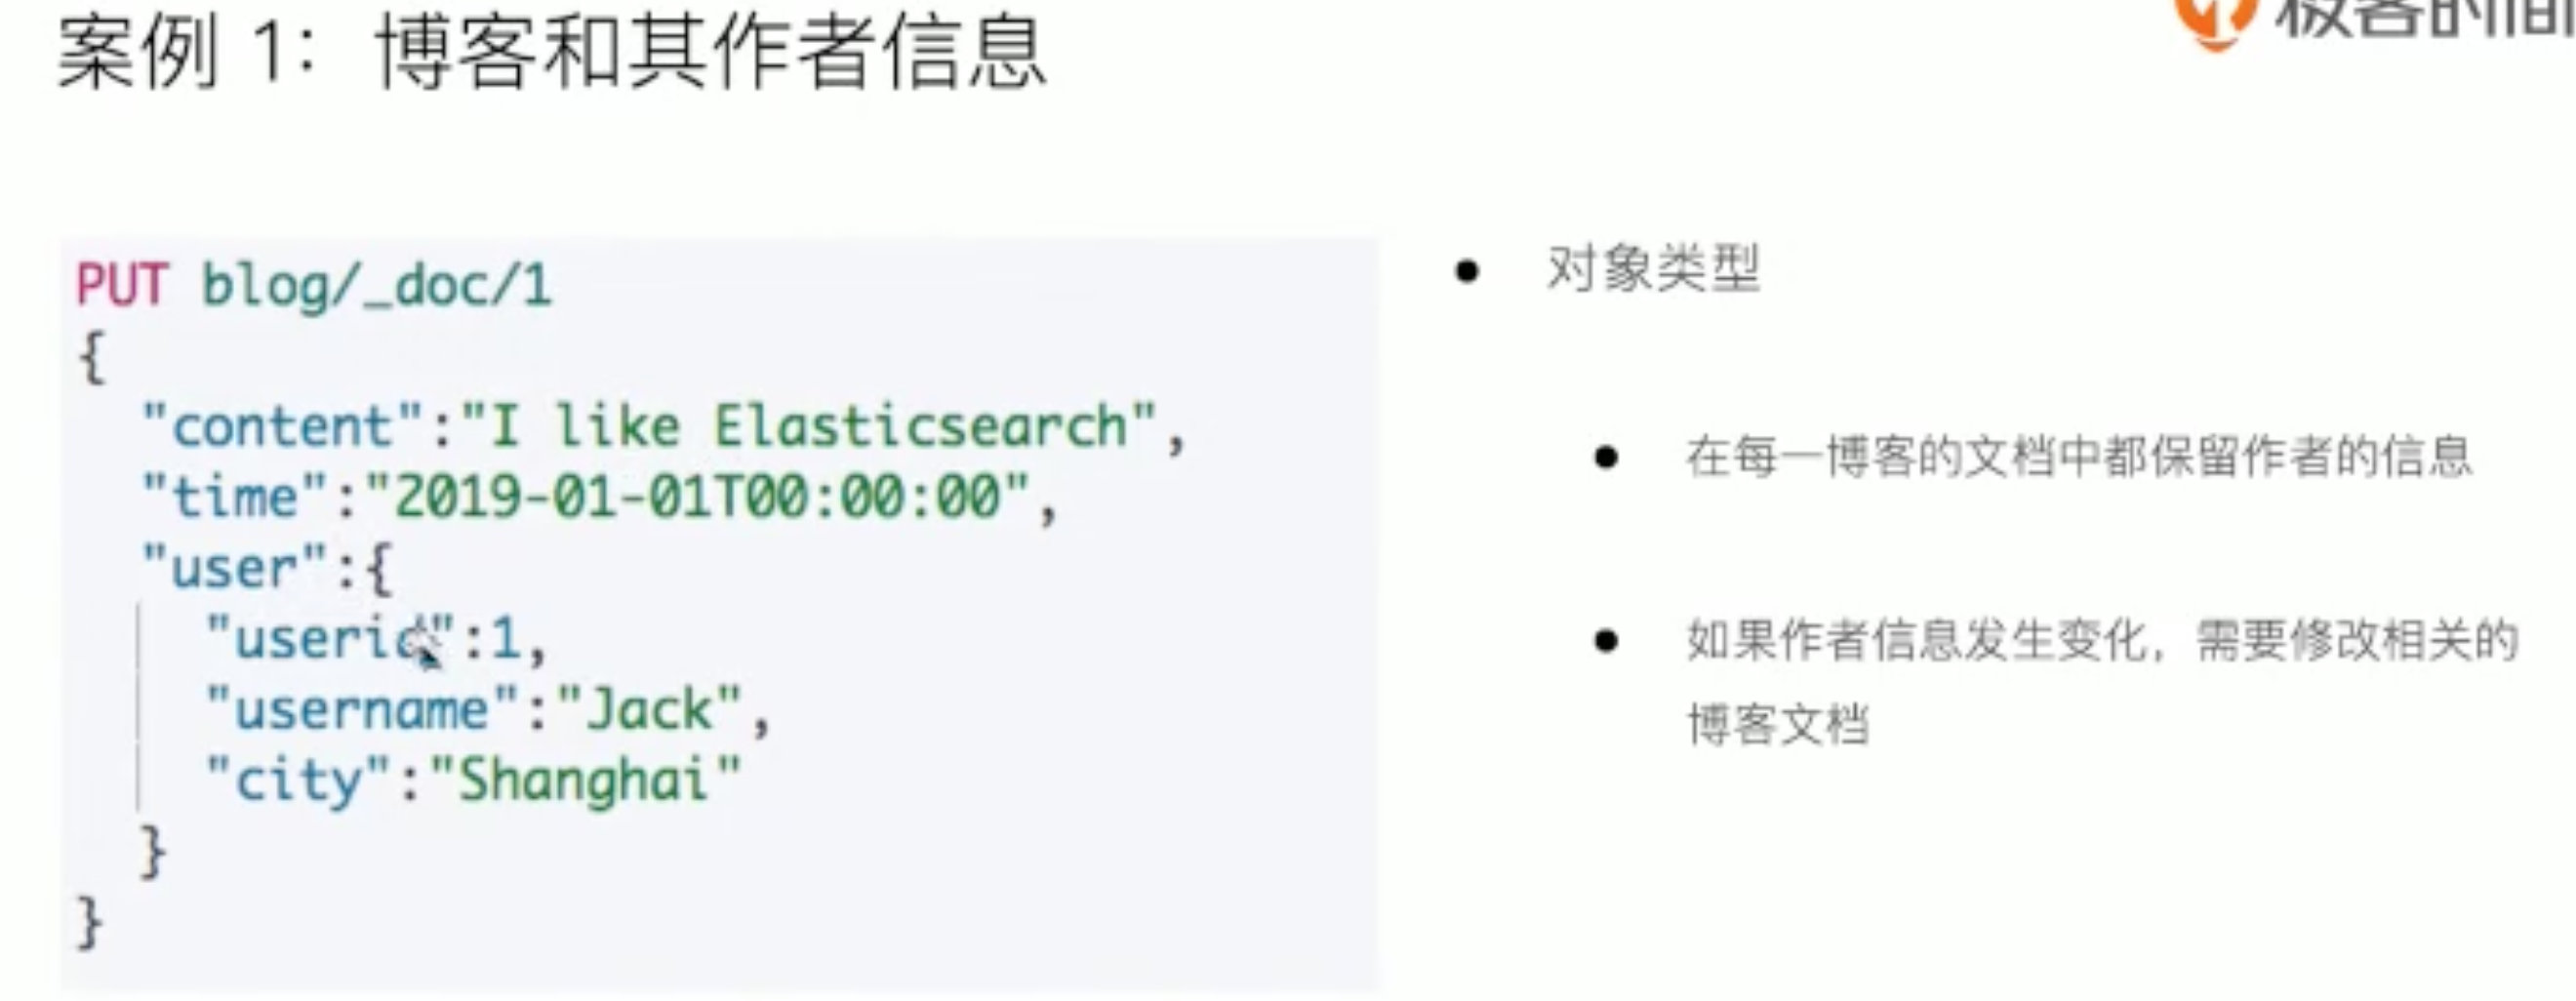 案例 1：博客和其作者信息
极客时间
PUT blog/_doc/1
{
"content":"I like Elasticsearch",
"time":"2019-01-01T00:00:00",
"user":{
"userid":1,
"username":"Jack",
"city":"Shanghai"
}
}
对象类型
在每一博客的文档中都保留作者的信息
如果作者信息发生变化，需要修改相关的
博客文档